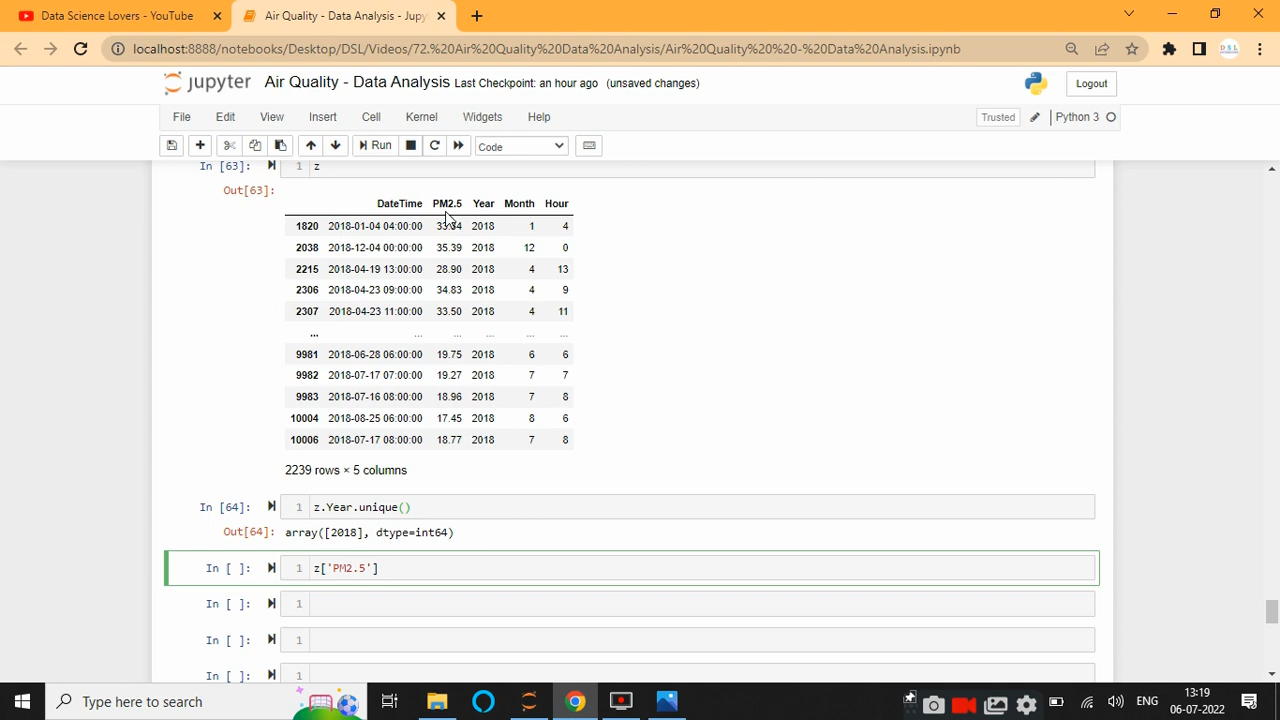 Data Science Lovers - YouTube
Air Quality - Data Analysis - Jupy
localhost:8888/notebooks/Desktop/DSL/Videos/72.%20Air%20Quality%20Data%20Analysis/Air%20Quality%20%20-%20Data%20Analysis.ipynb
jupyter Air Quality - Data Analysis Last Checkpoint: an hour ago (unsaved changes) Logout
File Edit View Insert Cell Kernel Widgets Help Trusted Python 3
Run Code
In [63]: 1 z
Out[63]:
DateTime PM2.5 Year Month Hour
1820 2018-01-04 04:00:00 2018 1 4
2038 2018-12-04 00:00:00 35.39 2018 12 0
2215 2018-04-19 13:00:00 28.90 2018 4 13
2306 2018-04-23 09:00:00 34.83 2018 4 9
2307 2018-04-23 11:00:00 33.50 2018 4 11
... ... ... ... ... ...
9981 2018-06-28 06:00:00 19.75 2018 6 6
9982 2018-07-17 07:00:00 19.27 2018 7 7
9983 2018-07-16 08:00:00 18.96 2018 7 8
10004 2018-08-25 06:00:00 17.45 2018 8 6
10006 2018-07-17 08:00:00 18.77 2018 7 8
2239 rows × 5 columns
In [64]: 1 z.Year.unique()
Out[64]: array([2018], dtype=int64)
In [ ]: 1 z['PM2.5']
In [ ]: 1
In [ ]: 1
In [ ]: 1
Type here to search
ENG
13:19
06-07-2022